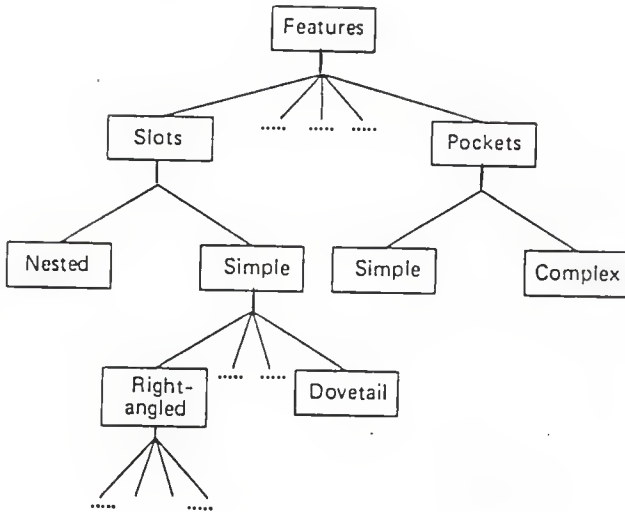 Features
Slots
.....
.....
.....
Pockets
Nested
Simple
Simple
Complex
Right-
angled
.....
.....
Dovetail
.....
.....